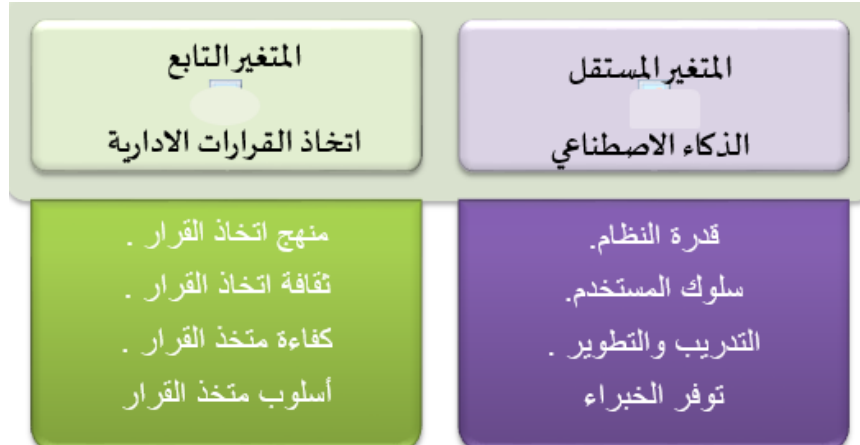 المتغير المستقل
الذكاء الاصطناعي
قدرة النظام.
سلوك المستخدم.
التدريب والتطوير .
توفر الخبراء
المتغير التابع
اتخاذ القرارات الادارية
منهج اتخاذ القرار .
ثقافة اتخاذ القرار .
كفاءة متخذ القرار .
أسلوب متخذ القرار